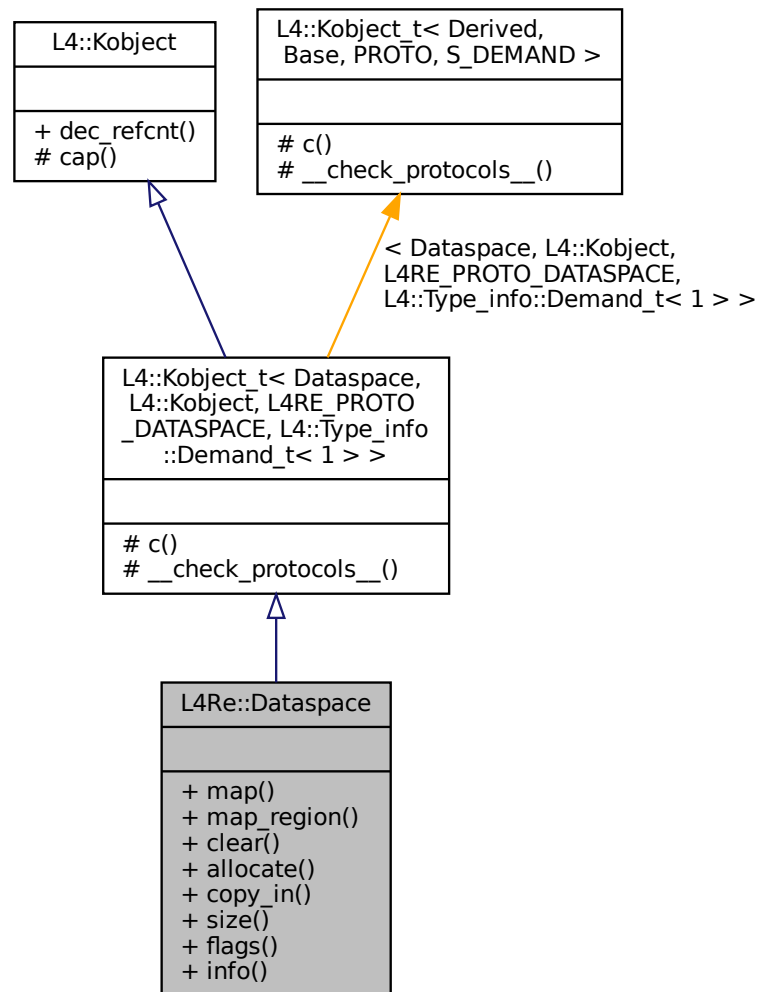 L4::Kobject
+ dec_refcnt()
# cap()
L4::Kobject_t< Derived,
Base, PROTO, S_DEMAND >
# c()
# __check_protocols__()
< Dataspace, L4::Kobject,
L4RE_PROTO_DATASPACE,
L4::Type_info::Demand_t< 1 > >
L4::Kobject_t< Dataspace,
L4::Kobject, L4RE_PROTO
_DATASPACE, L4::Type_info
::Demand_t< 1 > >
# c()
# __check_protocols__()
L4Re::Dataspace
+ map()
+ map_region()
+ clear()
+ allocate()
+ copy_in()
+ size()
+ flags()
+ info()